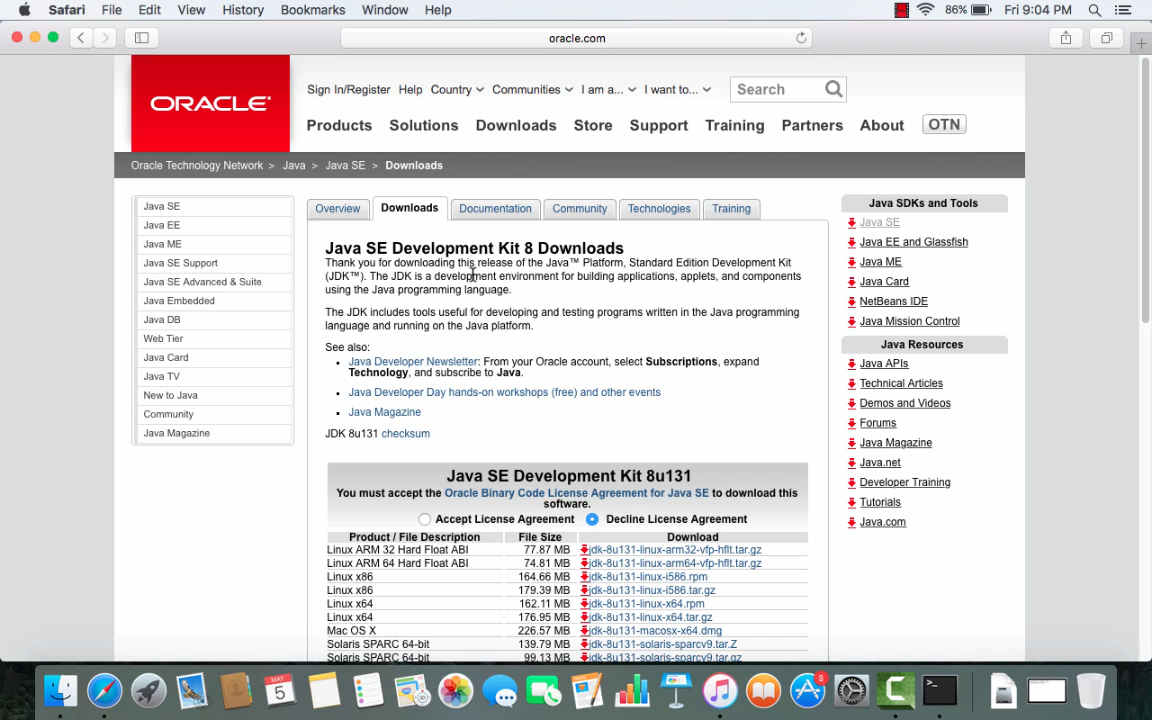 Safari File Edit View History Bookmarks Window Help 86% Fri 9:04 PM
oracle.com
ORACLE
Sign In/Register Help Country Communities I am a... I want to... Search
Products Solutions Downloads Store Support Training Partners About OTN
Oracle Technology Network > Java > Java SE > Downloads
Java SE
Java EE
Java ME
Java SE Support
Java SE Advanced & Suite
Java Embedded
Java DB
Web Tier
Java Card
Java TV
New to Java
Community
Java Magazine
Overview Downloads Documentation Community Technologies Training
Java SE Development Kit 8 Downloads
Thank you for downloading this release of the Java™ Platform, Standard Edition Development Kit
(JDK™). The JDK is a development environment for building applications, applets, and components
using the Java programming language.
The JDK includes tools useful for developing and testing programs written in the Java programming
language and running on the Java platform.
See also:
Java Developer Newsletter: From your Oracle account, select Subscriptions, expand
Technology, and subscribe to Java.
Java Developer Day hands-on workshops (free) and other events
Java Magazine
JDK 8u131 checksum
Java SE Development Kit 8u131
You must accept the Oracle Binary Code License Agreement for Java SE to download this
software.
Accept License Agreement Decline License Agreement
Product / File Description File Size Download
Linux ARM 32 Hard Float ABI 77.87 MB jdk-8u131-linux-arm32-vfp-hflt.tar.gz
Linux ARM 64 Hard Float ABI 74.81 MB jdk-8u131-linux-arm64-vfp-hflt.tar.gz
Linux x86 164.66 MB jdk-8u131-linux-i586.rpm
Linux x86 179.39 MB jdk-8u131-linux-i586.tar.gz
Linux x64 162.11 MB jdk-8u131-linux-x64.rpm
Linux x64 176.95 MB jdk-8u131-linux-x64.tar.gz
Mac OS X 226.57 MB jdk-8u131-macosx-x64.dmg
Solaris SPARC 64-bit 139.79 MB jdk-8u131-solaris-sparcv9.tar.Z
Solaris SPARC 64-bit 99.13 MB jdk-8u131-solaris-sparcv9.tar.gz
Java SDKs and Tools
Java SE
Java EE and Glassfish
Java ME
Java Card
NetBeans IDE
Java Mission Control
Java Resources
Java APIs
Technical Articles
Demos and Videos
Forums
Java Magazine
Java.net
Developer Training
Tutorials
Java.com
MAY
5
3